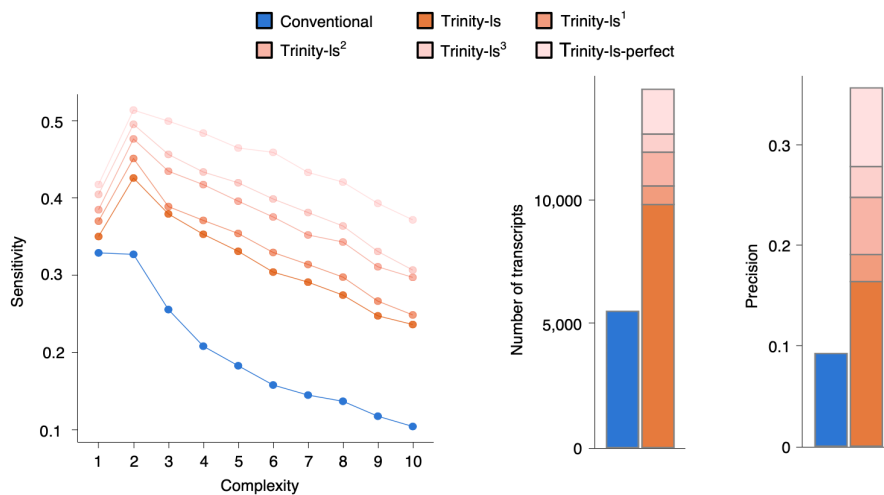 Conventional Trinity-ls Trinity-ls¹
Trinity-ls² Trinity-ls³ Trinity-ls-perfect
Sensitivity
0.5
0.4
0.3
0.2
0.1
1 2 3 4 5 6 7 8 9 10
Complexity
Number of transcripts
10,000
5,000
0
Precision
0.3
0.2
0.1
0